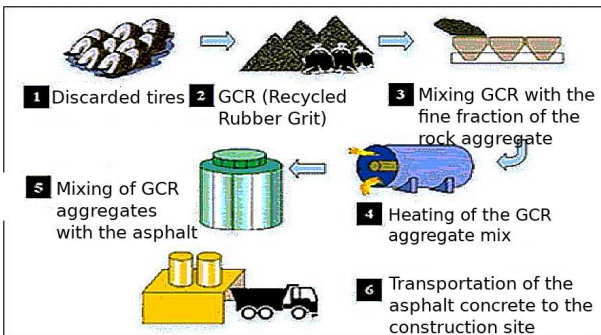 1 Discarded tires
2 GCR (Recycled
Rubber Grit)
3 Mixing GCR with the
fine fraction of the
rock aggregate
4 Heating of the GCR
aggregate mix
5 Mixing of GCR
aggregates
with the asphalt
6 Transportation of the
asphalt concrete to the
construction site